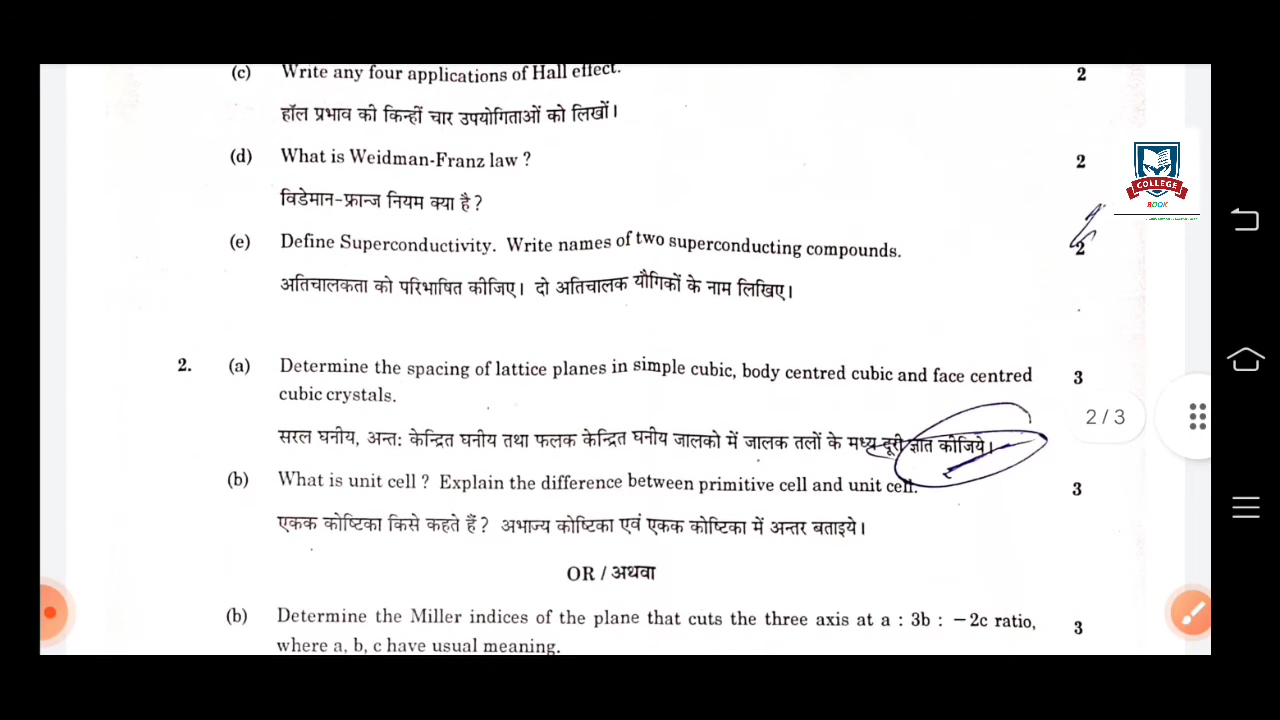 (c) Write any four applications of Hall effect. 2
हॉल प्रभाव की किन्हीं चार उपयोगिताओं को लिखों।
(d) What is Weidman-Franz law ? 2
विडेमान-फ्रान्ज नियम क्या है ?
COLLEGE
BOOK
(e) Define Superconductivity. Write names of two superconducting compounds. 2
अतिचालकता को परिभाषित कीजिए। दो अतिचालक यौगिकों के नाम लिखिए।
2. (a) Determine the spacing of lattice planes in simple cubic, body centred cubic and face centred 3
cubic crystals.
2 / 3
सरल घनीय, अन्तः केन्द्रित घनीय तथा फलक केन्द्रित घनीय जालको में जालक तलों के मध्य दूरी ज्ञात कीजिये।
(b) What is unit cell ? Explain the difference between primitive cell and unit cell. 3
एकक कोष्टिका किसे कहते हैं ? अभाज्य कोष्टिका एवं एकक कोष्टिका में अन्तर बताइये।
OR / अथवा
(b) Determine the Miller indices of the plane that cuts the three axis at a : 3b : −2c ratio, 3
where a, b, c have usual meaning.